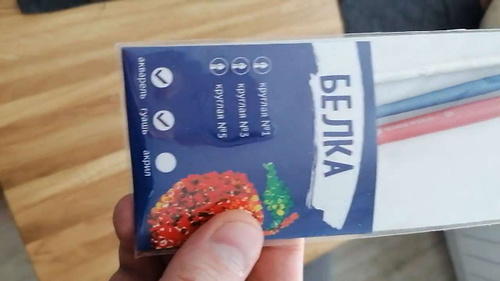 БЕЛКА
круглая №1
круглая №3
круглая №5
акварель
гуашь
акрил